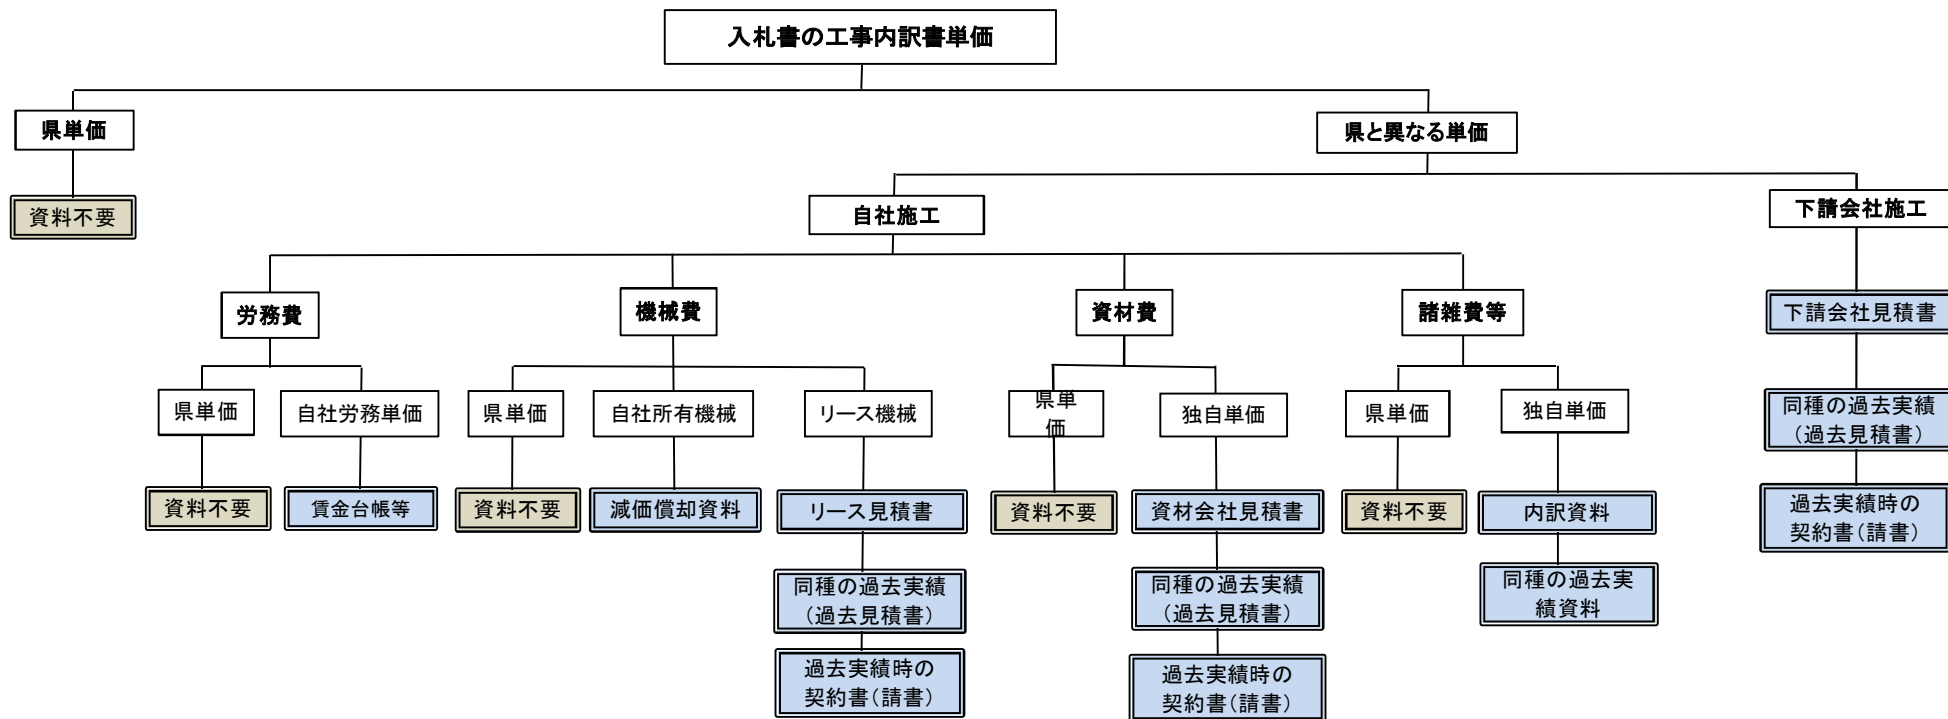 入札書の工事内訳書単価
県単価
県と異なる単価
資料不要
自社施工
下請会社施工
労務費
機械費
資材費
諸雑費等
下請会社見積書
県単価
自社労務単価
県単価
自社所有機械
リース機械
県単
価
独自単価
県単価
独自単価
同種の過去実績
（過去見積書）
資料不要
賃金台帳等
資料不要
減価償却資料
リース見積書
資料不要
資材会社見積書
資料不要
内訳資料
過去実績時の
契約書（請書）
同種の過去実績
（過去見積書）
同種の過去実績
（過去見積書）
同種の過去実
績資料
過去実績時の
契約書（請書）
過去実績時の
契約書（請書）